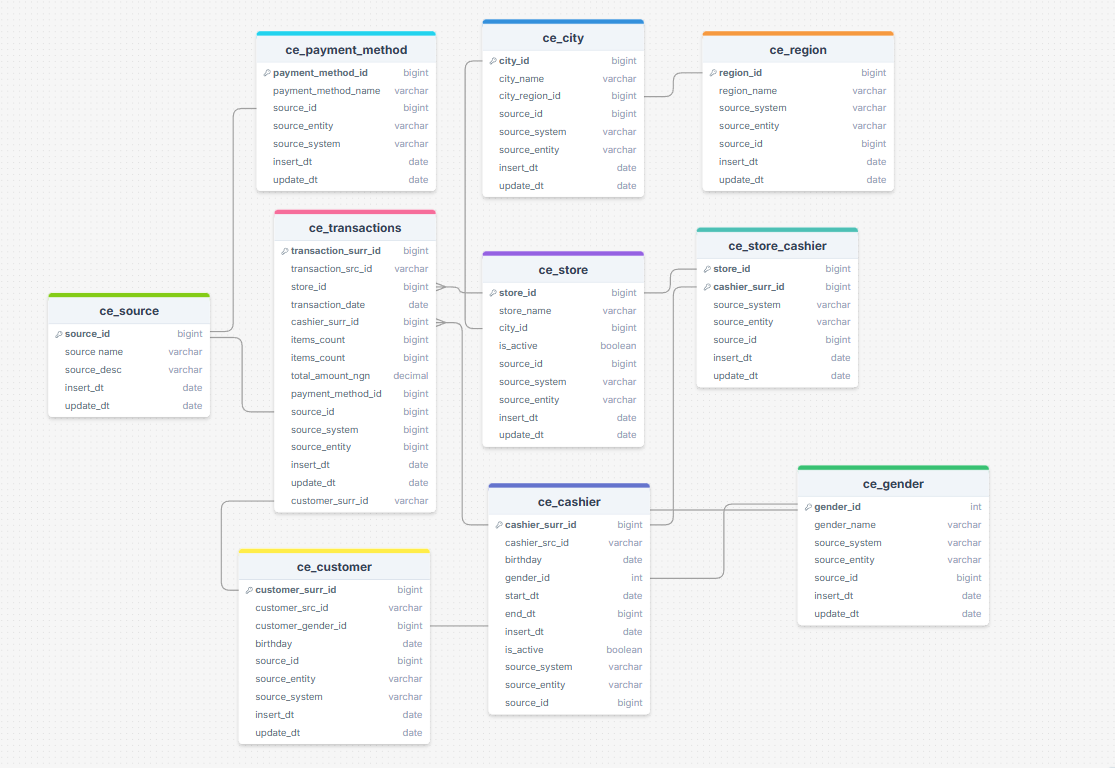 ce_payment_method
payment_method_id bigint
payment_method_name varchar
source_id bigint
source_entity varchar
source_system varchar
insert_dt date
update_dt date
ce_city
city_id bigint
city_name varchar
city_region_id bigint
source_id bigint
source_system varchar
source_entity varchar
insert_dt date
update_dt date
ce_region
region_id bigint
region_name varchar
source_system varchar
source_entity varchar
source_id bigint
insert_dt date
update_dt date
ce_transactions
transaction_surr_id bigint
transaction_src_id varchar
store_id bigint
transaction_date date
cashier_surr_id bigint
items_count bigint
items_count bigint
total_amount_ngn decimal
payment_method_id bigint
source_id bigint
source_system bigint
source_entity bigint
insert_dt date
update_dt date
customer_surr_id varchar
ce_store
store_id bigint
store_name varchar
city_id bigint
is_active boolean
source_id bigint
source_system varchar
source_entity varchar
insert_dt date
update_dt date
ce_store_cashier
store_id bigint
cashier_surr_id bigint
source_system varchar
source_entity varchar
source_id bigint
insert_dt date
update_dt date
ce_source
source_id bigint
source name varchar
source_desc varchar
insert_dt date
update_dt date
ce_cashier
cashier_surr_id bigint
cashier_src_id varchar
birthday date
gender_id int
start_dt date
end_dt bigint
insert_dt date
is_active boolean
source_system varchar
source_entity varchar
source_id bigint
ce_gender
gender_id int
gender_name varchar
source_system varchar
source_entity varchar
source_id bigint
insert_dt date
update_dt date
ce_customer
customer_surr_id bigint
customer_src_id varchar
customer_gender_id bigint
birthday date
source_id bigint
source_entity varchar
source_system varchar
insert_dt date
update_dt date